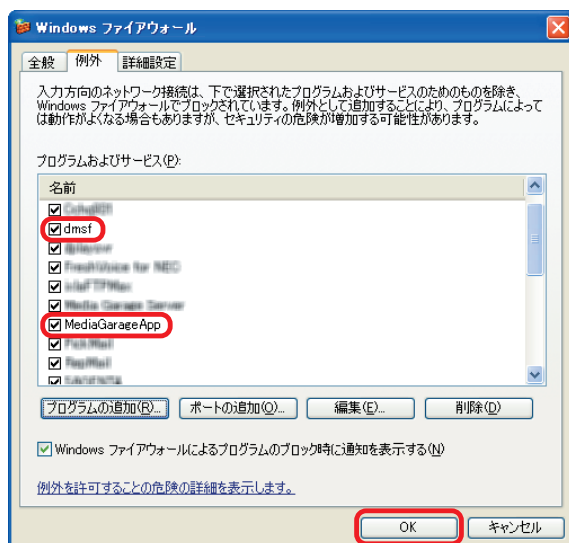 Windows ファイアウォール
全般
例外
詳細設定
入力方向のネットワーク接続は、下で選択されたプログラムおよびサービスのためのものを除き、
Windows ファイアウォールでブロックされています。例外として追加することにより、プログラムによって
は動作がよくなる場合もありますが、セキュリティの危険が増加する可能性があります。
プログラムおよびサービス(P):
名前
dmsf
FreshVoice for NEC
Media Garage Server
MediaGarageApp
プログラムの追加(R)...
ポートの追加(O)...
編集(E)...
削除(D)
Windows ファイアウォールによるプログラムのブロック時に通知を表示する(N)
例外を許可することの危険の詳細を表示します。
OK
キャンセル